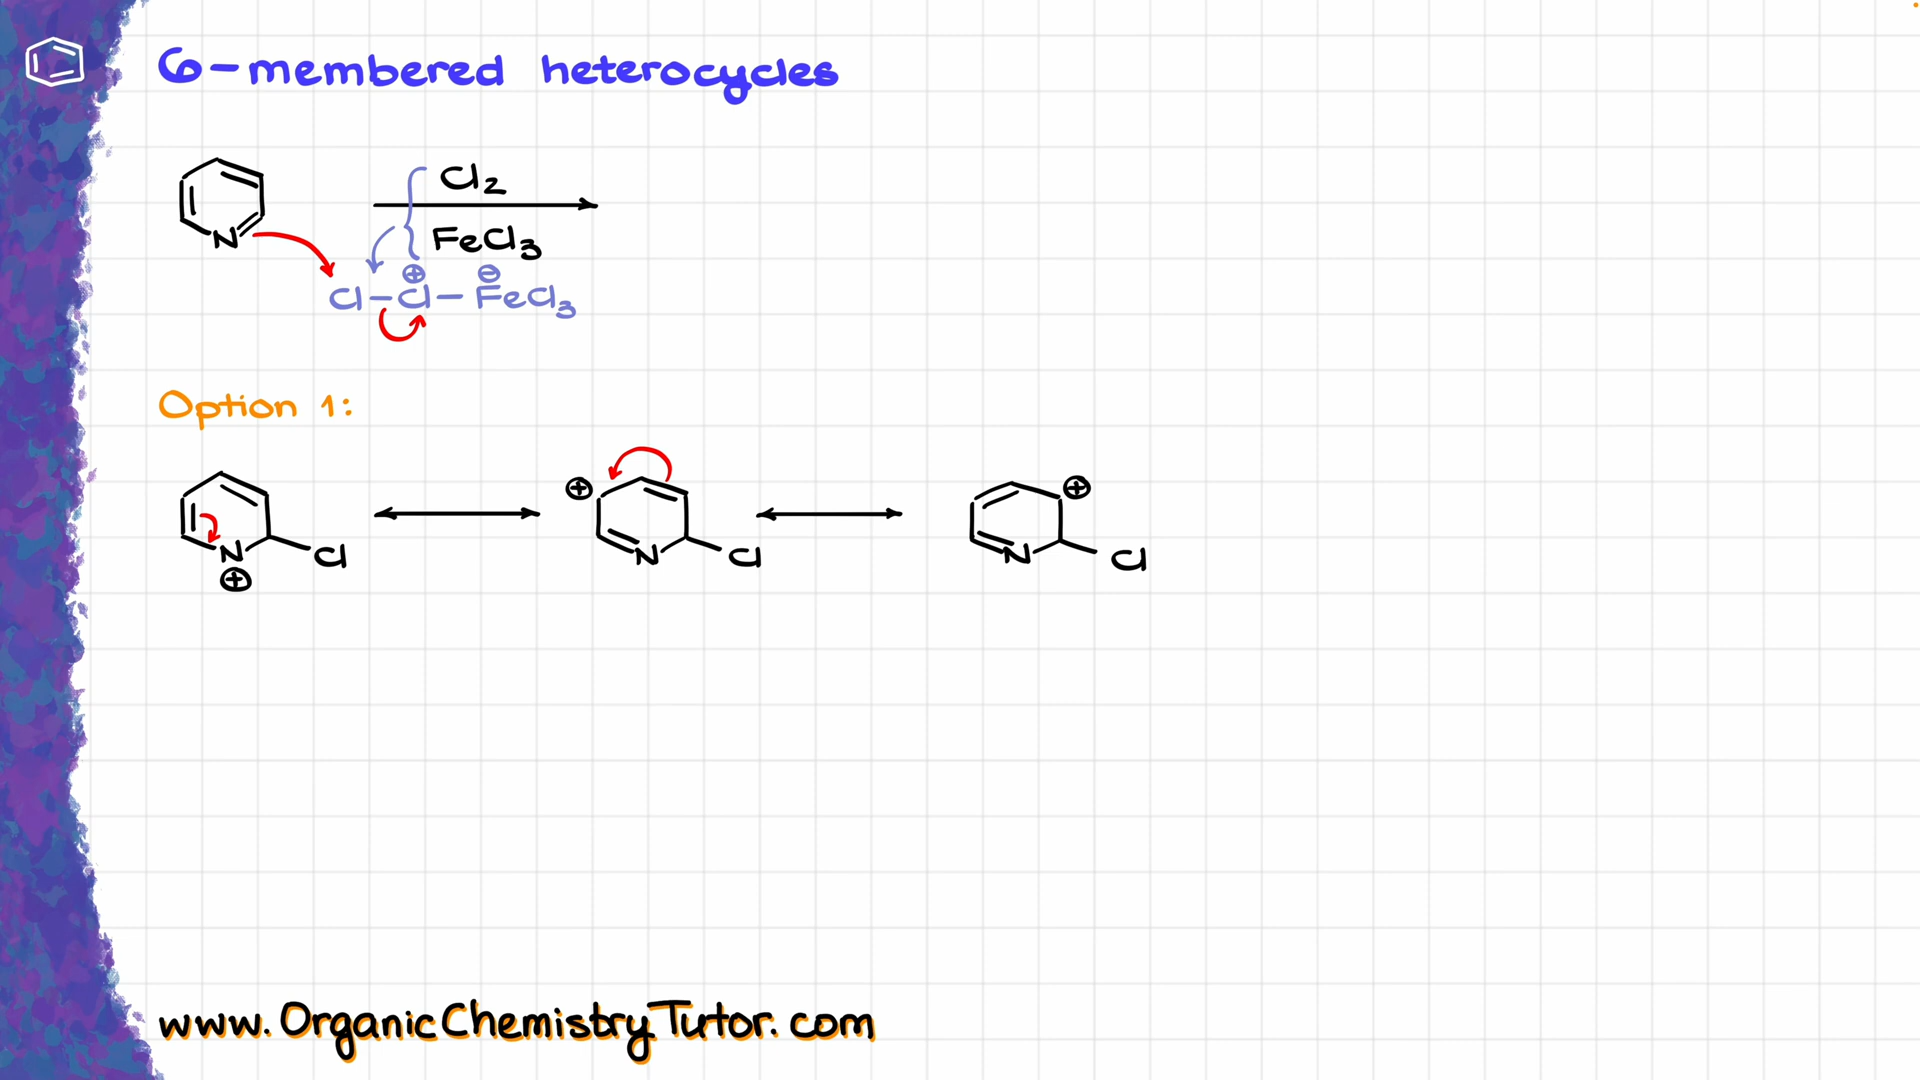 6-membered heterocycles
Cl₂
N
FeCl₃
⊕ ⊖
Cl-Cl-FeCl₃
Option 1:
⊕ ⊕
N Cl N Cl N Cl
⊕
www.OrganicChemistryTutor.com